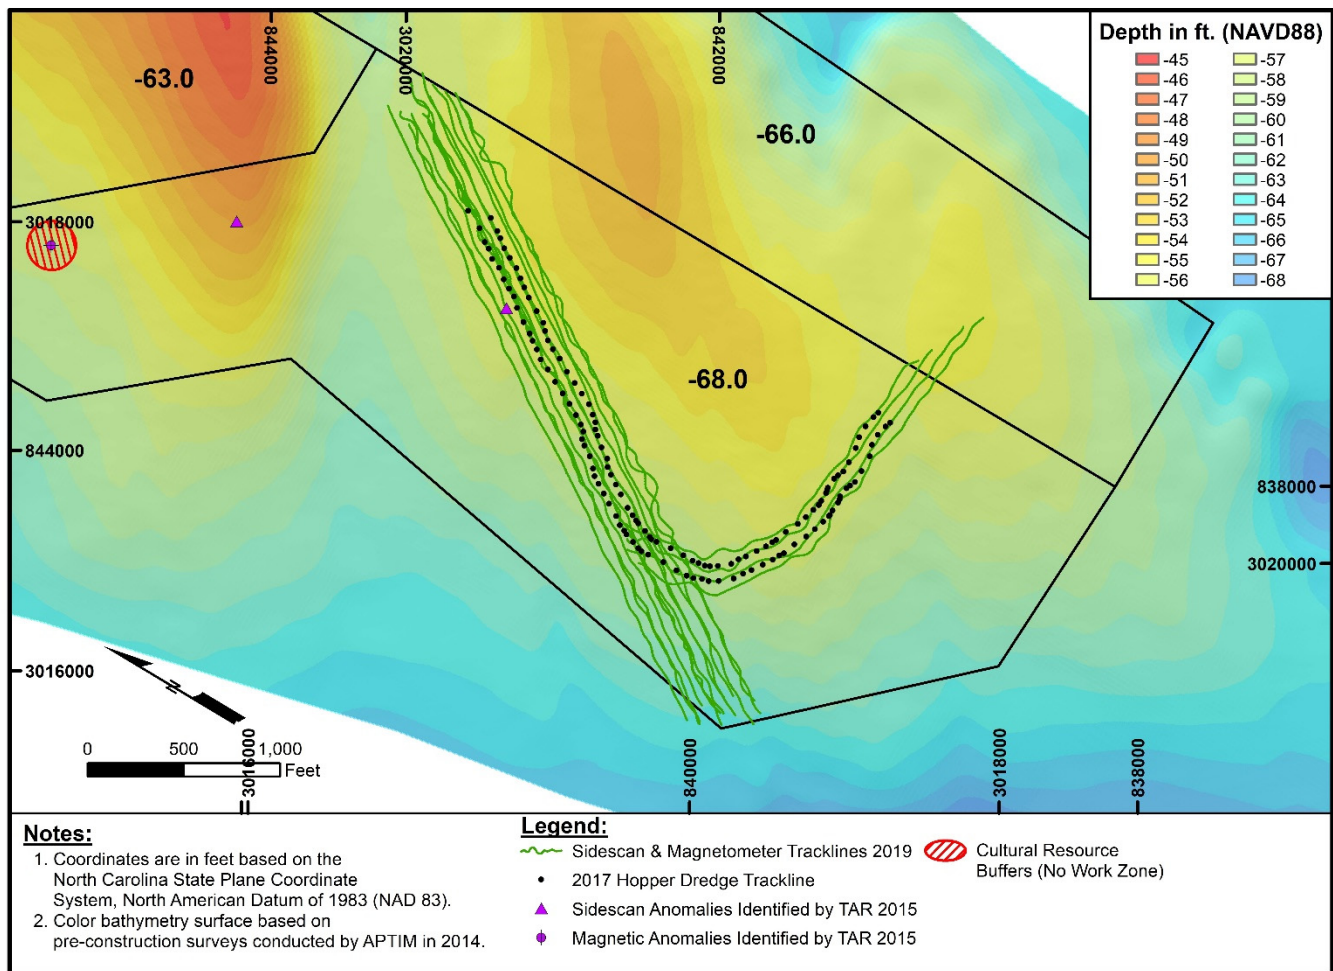 Depth in ft. (NAVD88)
-45
-46
-47
-48
-49
-50
-51
-52
-53
-54
-55
-56
-57
-58
-59
-60
-61
-62
-63
-64
-65
-66
-67
-68
844000
3020000
842000
-63.0
-66.0
3018000
-68.0
844000
838000
3020000
3016000
N
0 500 1,000
Feet
3016000
840000
3018000
838000
Notes:
1. Coordinates are in feet based on the
North Carolina State Plane Coordinate
System, North American Datum of 1983 (NAD 83).
2. Color bathymetry surface based on
pre-construction surveys conducted by APTIM in 2014.
Legend:
Sidescan & Magnetometer Tracklines 2019
2017 Hopper Dredge Trackline
Sidescan Anomalies Identified by TAR 2015
Magnetic Anomalies Identified by TAR 2015
Cultural Resource
Buffers (No Work Zone)